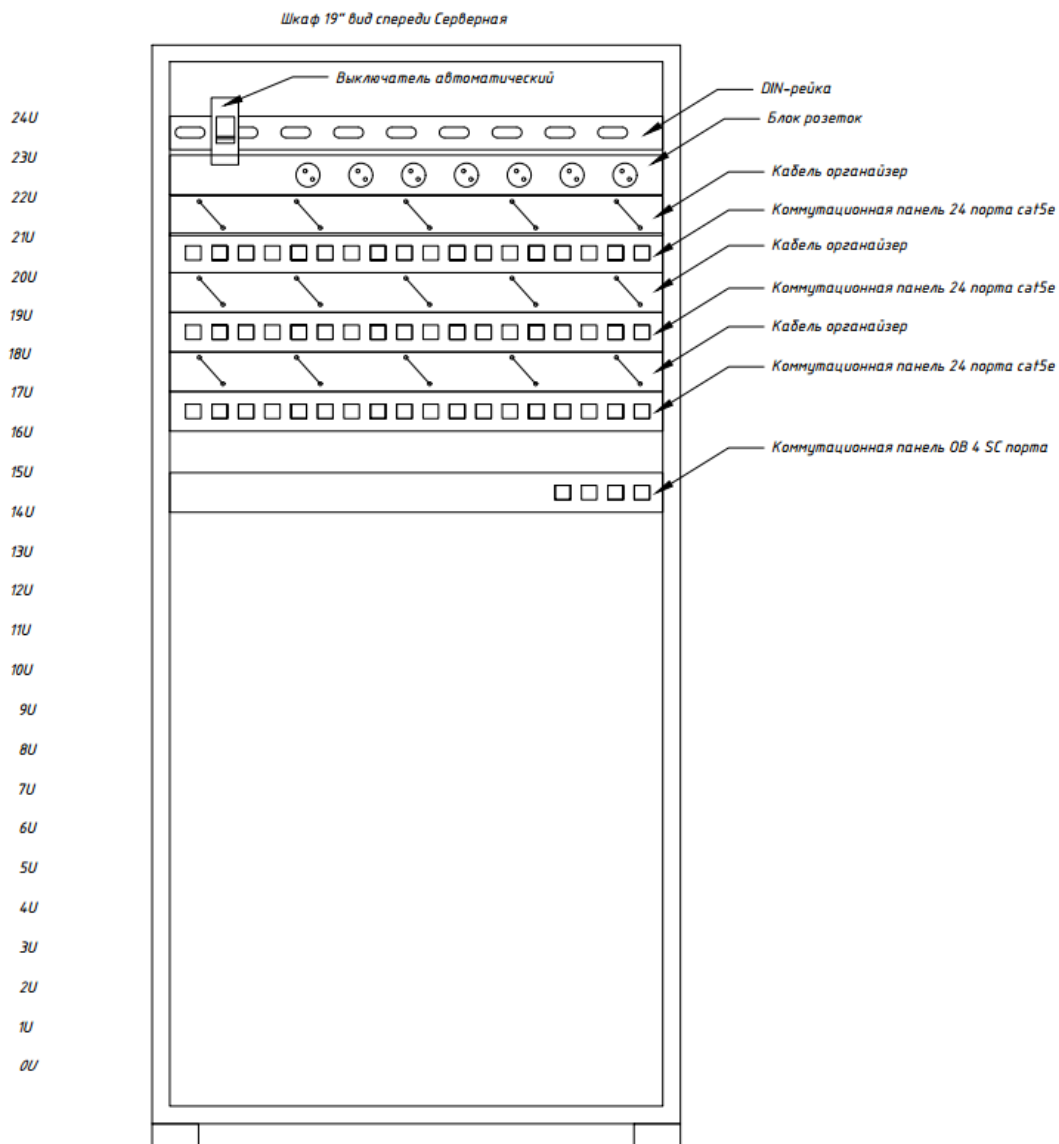 Шкаф 19" вид спереди Серверная
Выключатель автоматический
DIN-рейка
24U
Блок розеток
23U
Кабель органайзер
22U
Коммутационная панель 24 порта cat5e
21U
Кабель органайзер
20U
Коммутационная панель 24 порта cat5e
19U
Кабель органайзер
18U
Коммутационная панель 24 порта cat5e
17U
16U
Коммутационная панель ОВ 4 SC порта
15U
14U
13U
12U
11U
10U
9U
8U
7U
6U
5U
4U
3U
2U
1U
0U